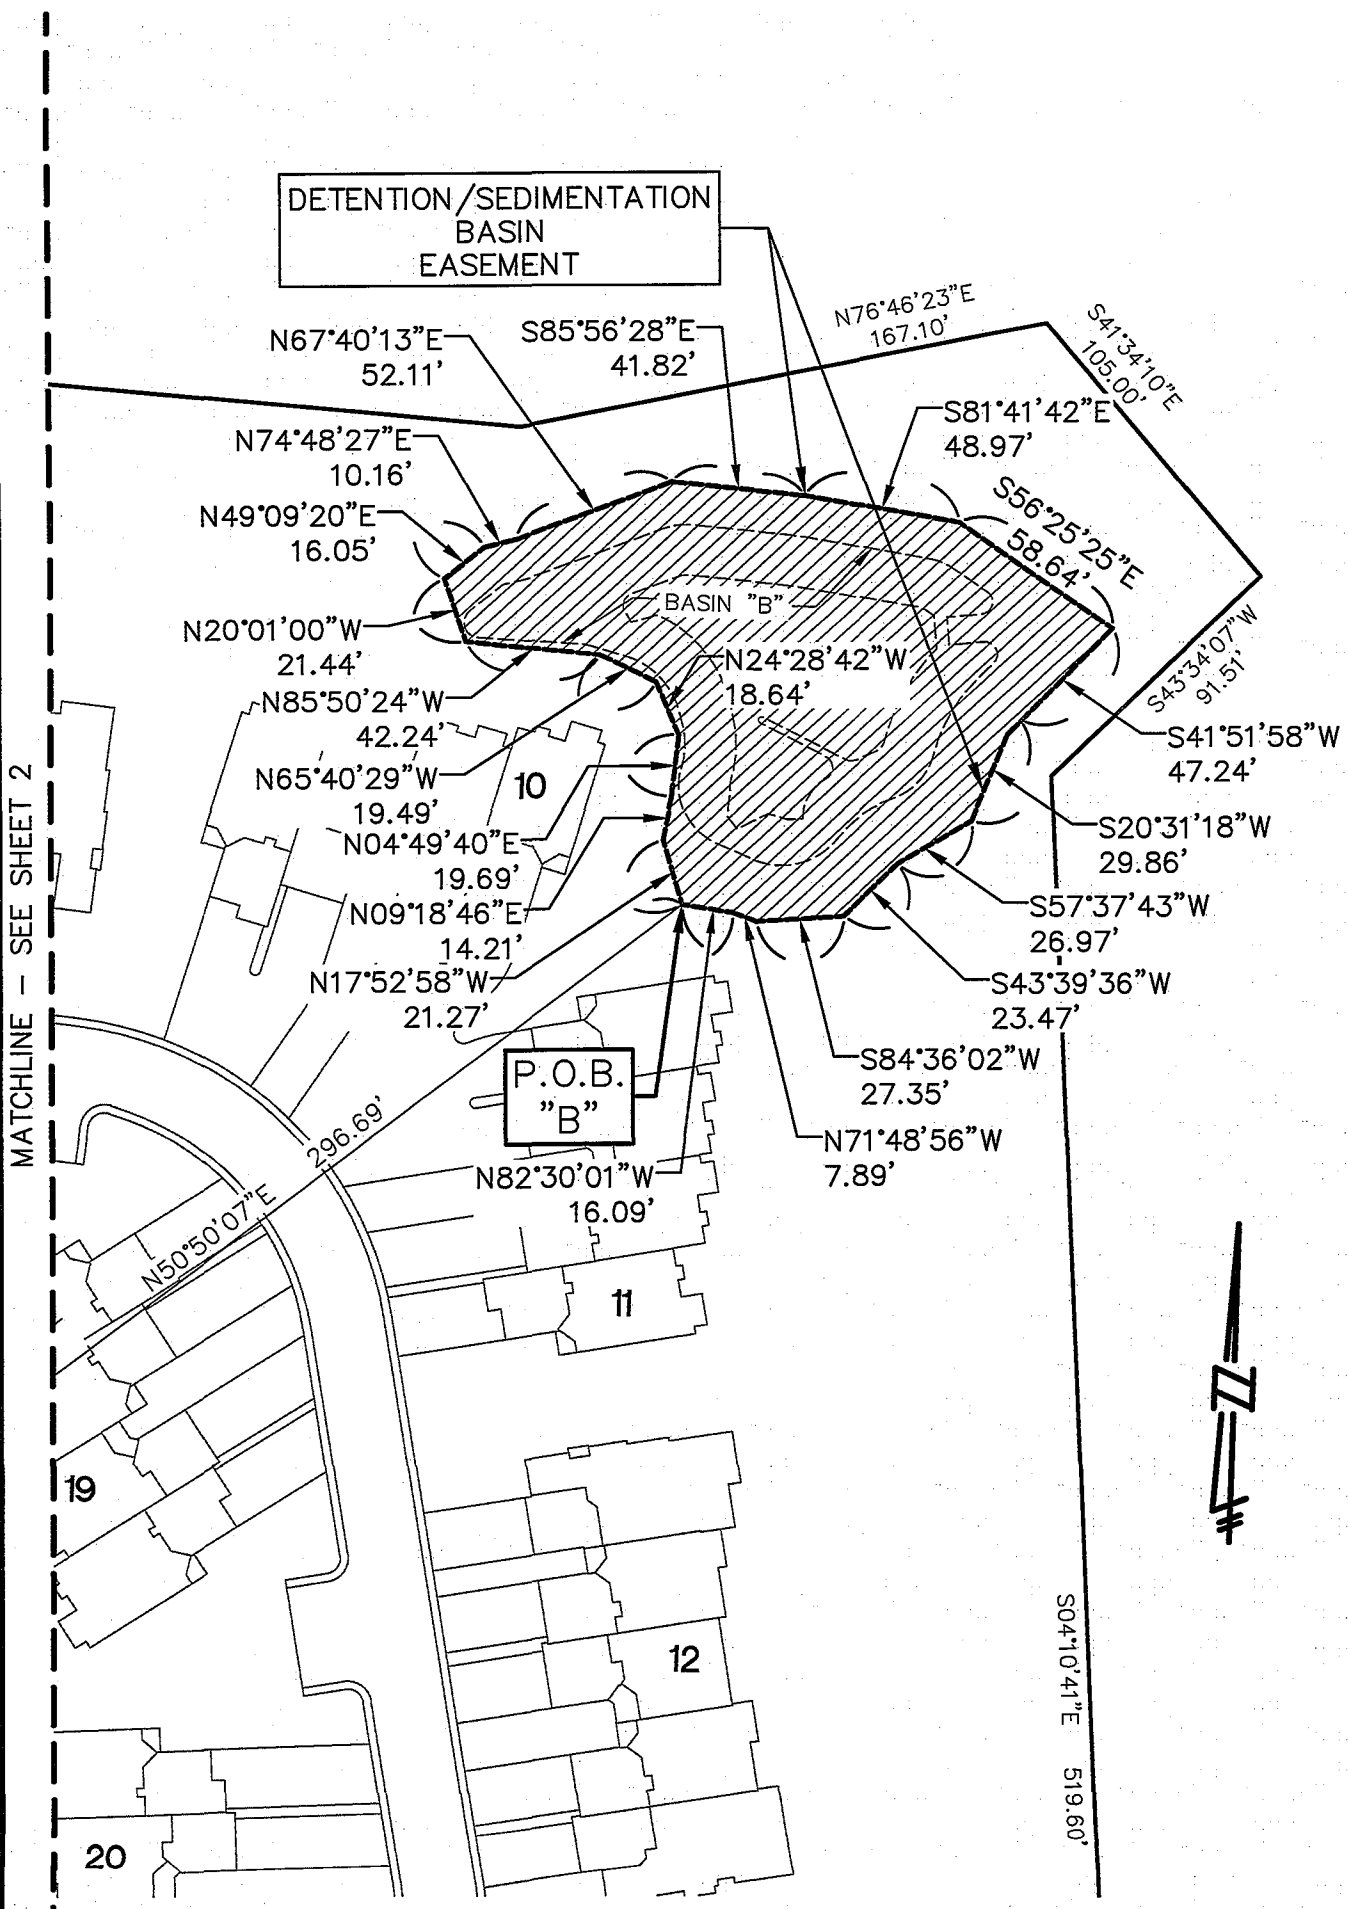 DETENTION/SEDIMENTATION
BASIN
EASEMENT
N76°46'23"E
167.10'
S41°34'10"E
105.00'
N67°40'13"E
52.11'
S85°56'28"E
41.82'
S81°41'42"E
48.97'
N74°48'27"E
10.16'
S56°25'25"E
58.64'
N49°09'20"E
16.05'
BASIN "B"
N20°01'00"W
21.44'
N24°28'42"W
18.64'
S43°34'07"W
91.51'
N85°50'24"W
42.24'
S41°51'58"W
47.24'
N65°40'29"W
19.49'
10
N04°49'40"E
19.69'
S20°31'18"W
29.86'
N09°18'46"E
14.21'
S57°37'43"W
26.97'
N17°52'58"W
21.27'
S43°39'36"W
23.47'
P.O.B.
"B"
S84°36'02"W
27.35'
N71°48'56"W
7.89'
N82°30'01"W
16.09'
MATCHLINE - SEE SHEET 2
296.69'
N50°50'07"E
11
19
12
20
S04°10'41"E 519.60'
Z